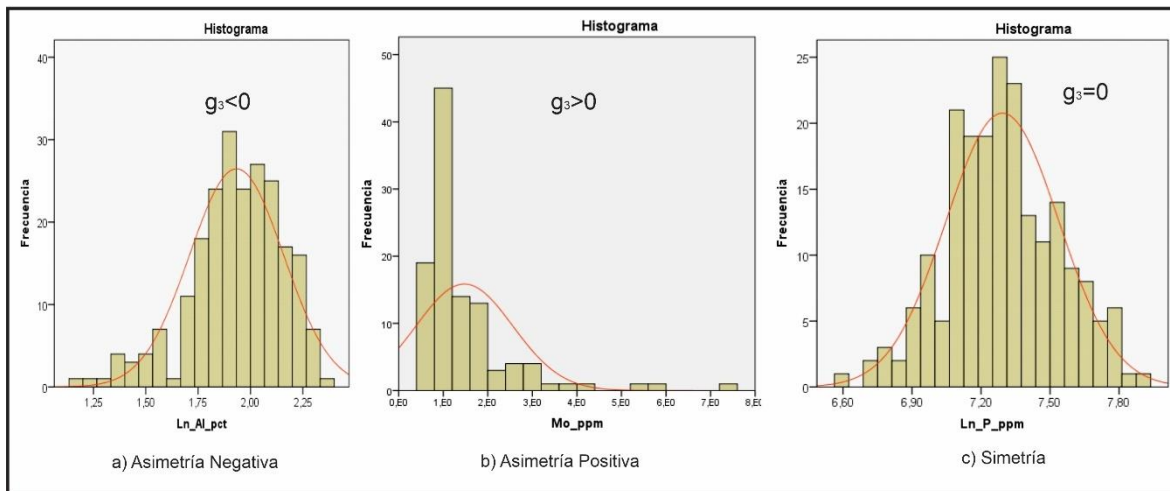 Histograma
g₃<0
Frecuencia
40
30
20
10
0
1,25 1,50 1,75 2,00 2,25
Ln_Al_pct
a) Asimetría Negativa
Histograma
g₃>0
Frecuencia
50
40
30
20
10
0
0,E0 1,E0 2,E0 3,E0 4,E0 5,E0 6,E0 7,E0 8,E0
Mo_ppm
b) Asimetría Positiva
Histograma
g₃=0
Frecuencia
25
20
15
10
5
0
6,60 6,90 7,20 7,50 7,80
Ln_P_ppm
c) Simetría